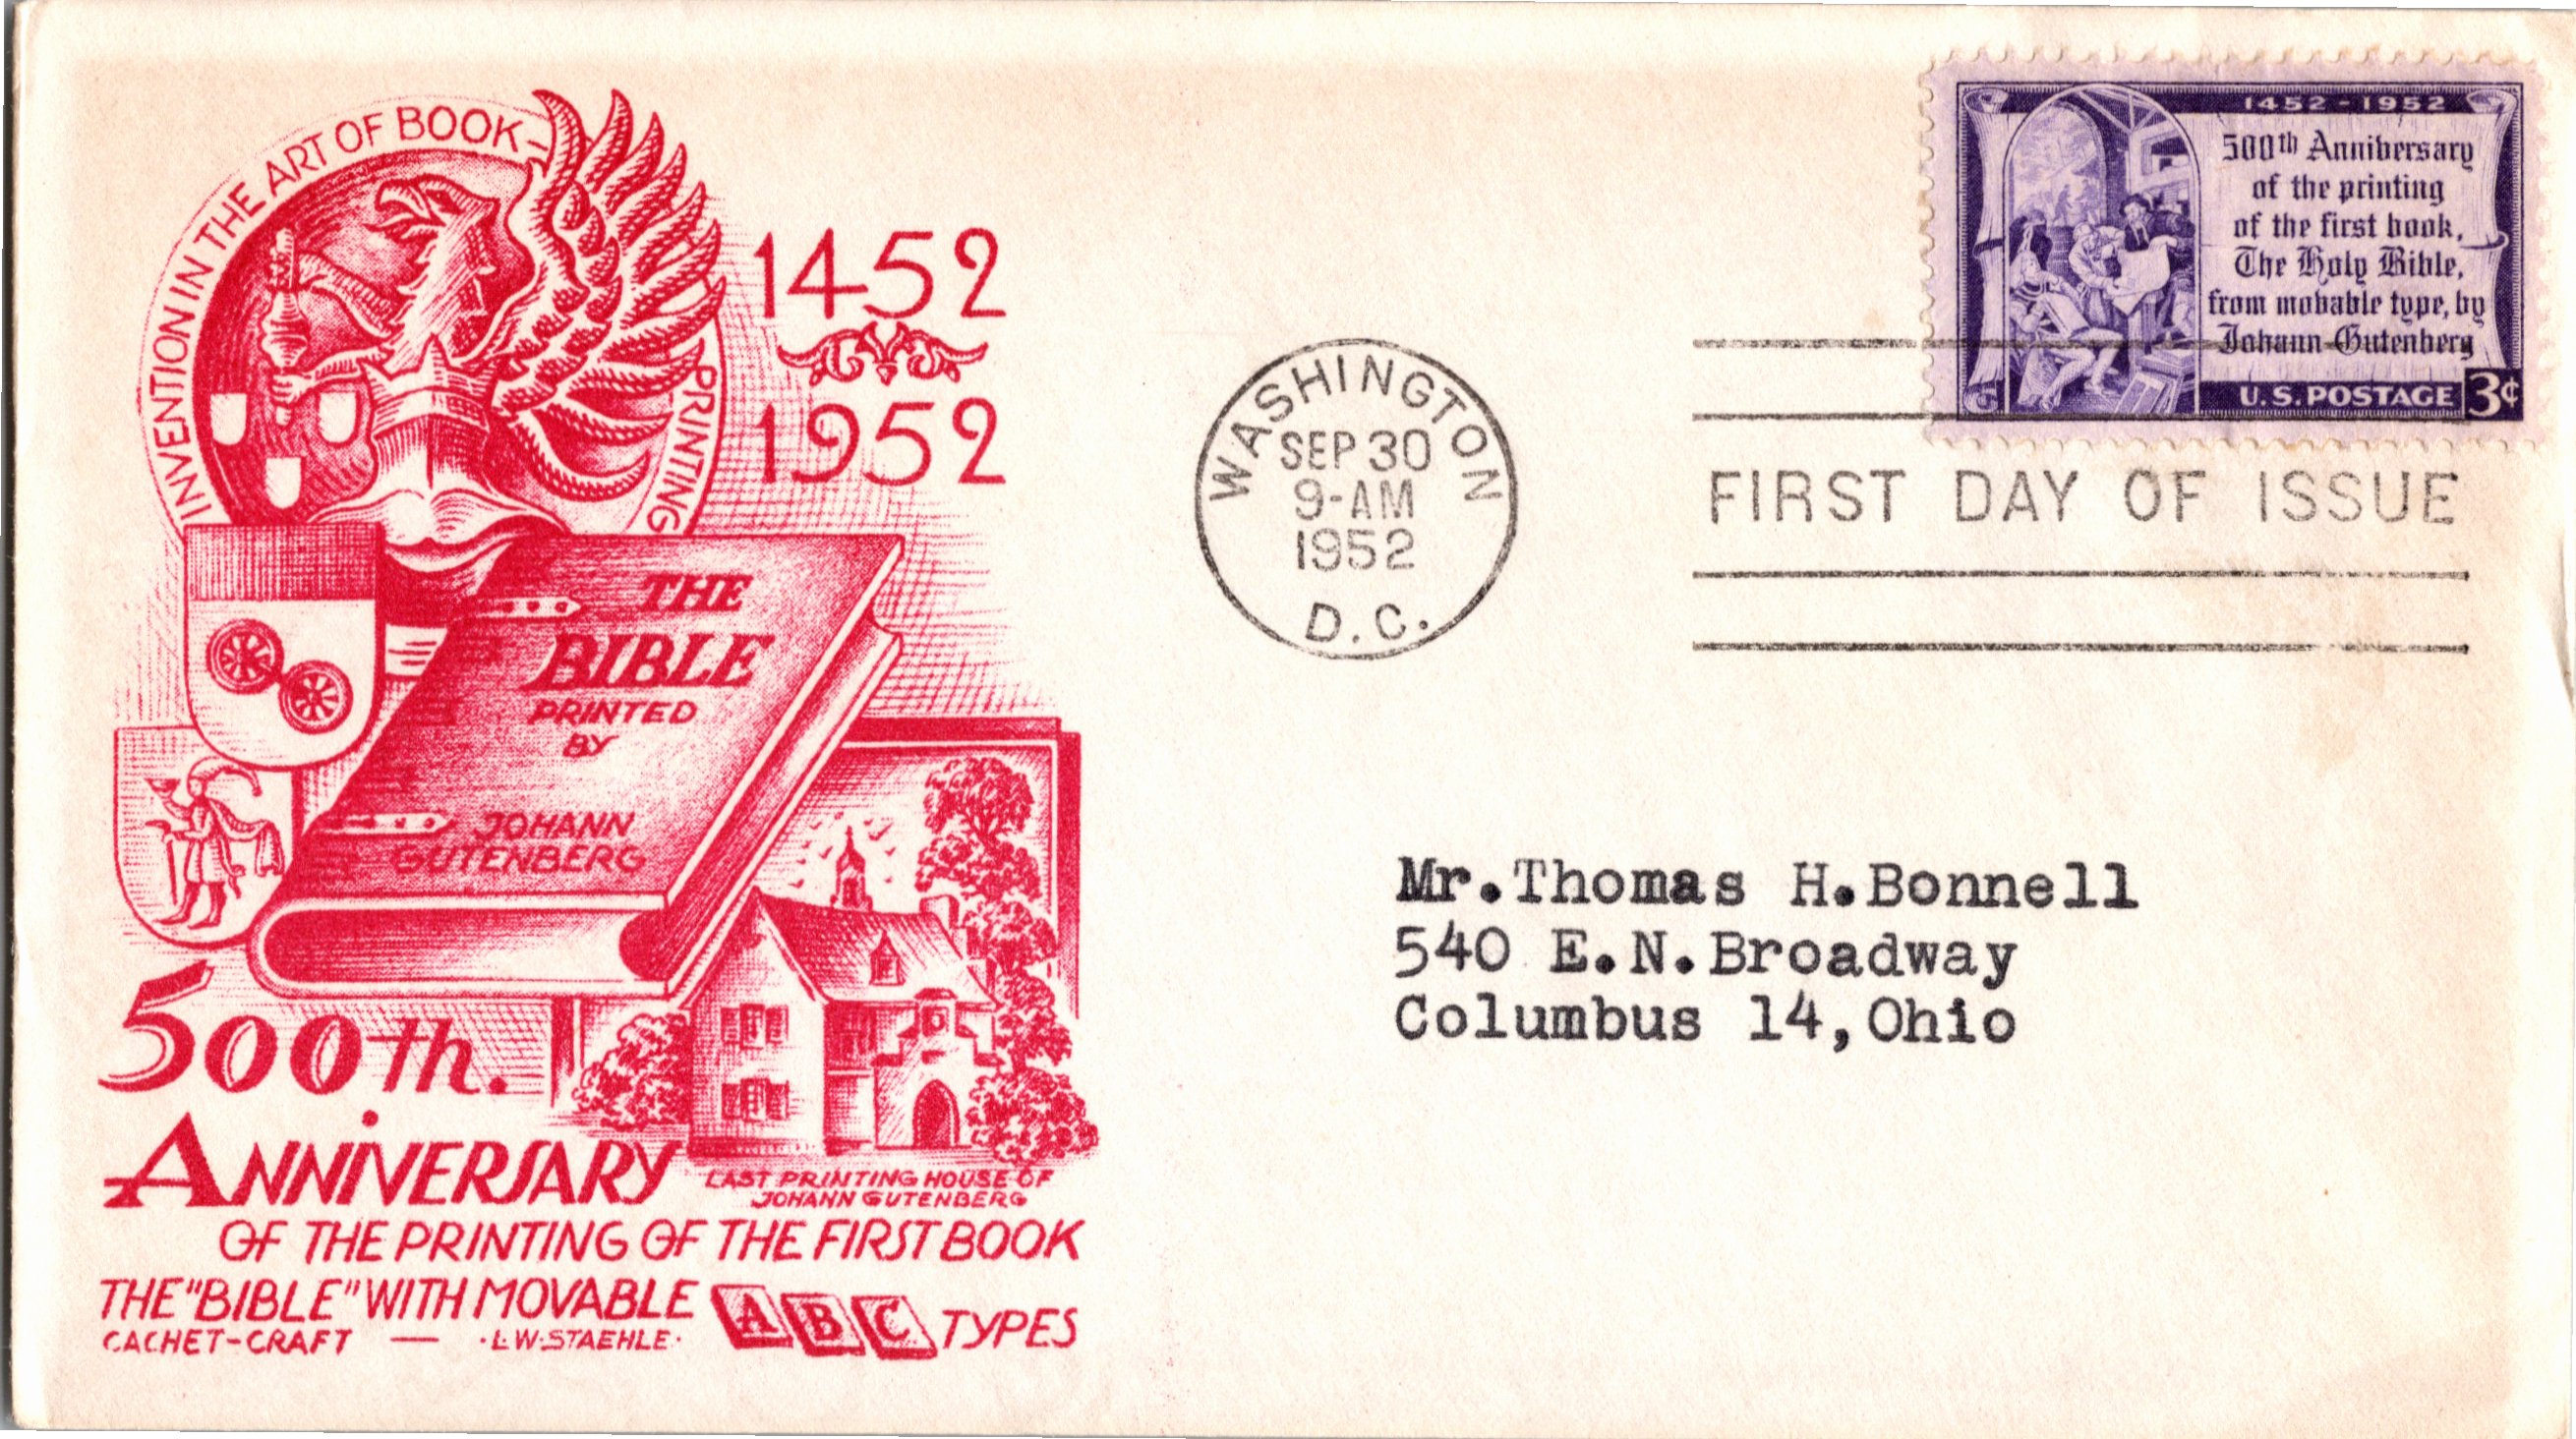 INVENTION IN THE ART OF BOOK-PRINTING
1452
1952
THE
BIBLE
PRINTED
BY
JOHANN
GUTENBERG
500th.
ANNIVERSARY
LAST PRINTING HOUSE OF
JOHANN GUTENBERG
OF THE PRINTING OF THE FIRST BOOK
THE "BIBLE" WITH MOVABLE ABC TYPES
CACHET-CRAFT — ·L.W.STAEHLE·
WASHINGTON
SEP 30
9-AM
1952
D.C.
1452-1952
500th Anniversary
of the printing
of the first book,
The Holy Bible,
from movable type, by
Johann Gutenberg
U.S. POSTAGE 3¢
FIRST DAY OF ISSUE
Mr.Thomas H.Bonnell
540 E.N.Broadway
Columbus 14,Ohio